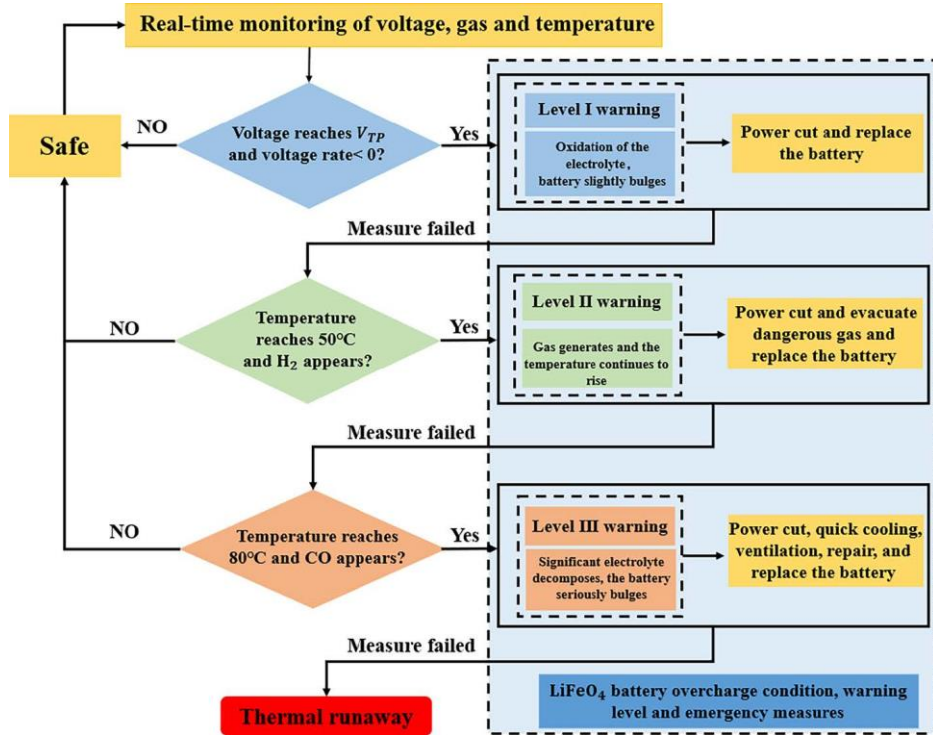 Real-time monitoring of voltage, gas and temperature
Safe
NO
Voltage reaches V_TP
and voltage rate< 0?
Yes
Level I warning
Oxidation of the
electrolyte,
battery slightly bulges
Power cut and replace
the battery
Measure failed
NO
Temperature
reaches 50°C
and H₂ appears?
Yes
Level II warning
Gas generates and the
temperature continues to
rise
Power cut and evacuate
dangerous gas and
replace the battery
Measure failed
NO
Temperature reaches
80°C and CO appears?
Yes
Level III warning
Significant electrolyte
decomposes, the battery
seriously bulges
Power cut, quick cooling,
ventilation, repair, and
replace the battery
Measure failed
Thermal runaway
LiFeO₄ battery overcharge condition, warning
level and emergency measures